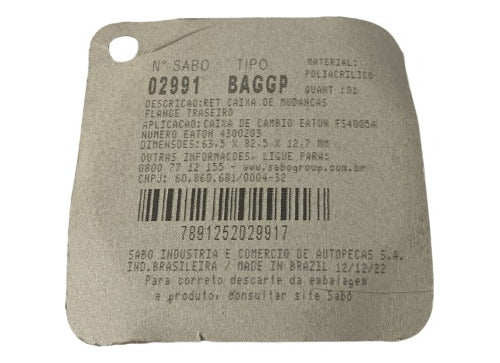 Nº SABO TIPO MATERIAL:
02991 BAGGP POLIACRILICO
QUANT :01
DESCRICAO:RET CAIXA DE MUDANCAS
FLANGE TRASEIRO
APLICACAO:CAIXA DE CAMBIO EATON FS4005A
NUMERO EATON 4300203
DIMENSOES:63.5 X 82.5 X 12,7 MM
OUTRAS INFORMACOES, LIGUE PARA:
0800 77 12 155 - www.sabogroup.com.br
CNPJ: 60.860.681/0004-32
7891252029917
SABO INDUSTRIA E COMERCIO DE AUTOPECAS S.A.
IND.BRASILEIRA / MADE IN BRAZIL 12/12/22
Para correto descarte da embalagem
e produto, consultar site Sabó